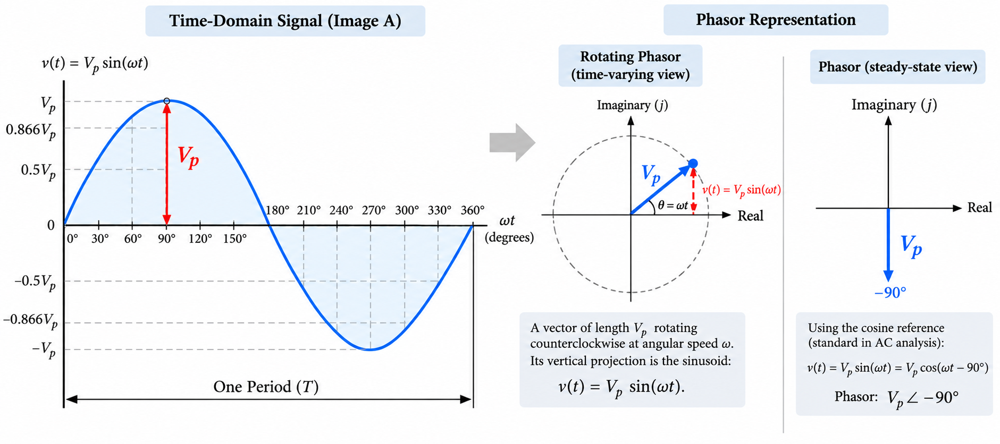 Time-Domain Signal (Image A)
v(t) = Vₚ sin(ωt)
Vₚ
0.866Vₚ
0.5Vₚ
0
−0.5Vₚ
−0.866Vₚ
−Vₚ
Vₚ
0° 30° 60° 90° 120° 150°
180° 210° 240° 270° 300° 330° 360°
ωt
(degrees)
One Period (T)
Phasor Representation
Rotating Phasor
(time-varying view)
Imaginary (j)
Vₚ
v(t) = Vₚ sin(ωt)
θ = ωt
Real
A vector of length Vₚ rotating
counterclockwise at angular speed ω.
Its vertical projection is the sinusoid:
v(t) = Vₚ sin(ωt).
Phasor (steady-state view)
Imaginary (j)
Real
Vₚ
−90°
Using the cosine reference
(standard in AC analysis):
v(t) = Vₚ sin(ωt) = Vₚ cos(ωt − 90°)
Phasor: Vₚ ∠ −90°